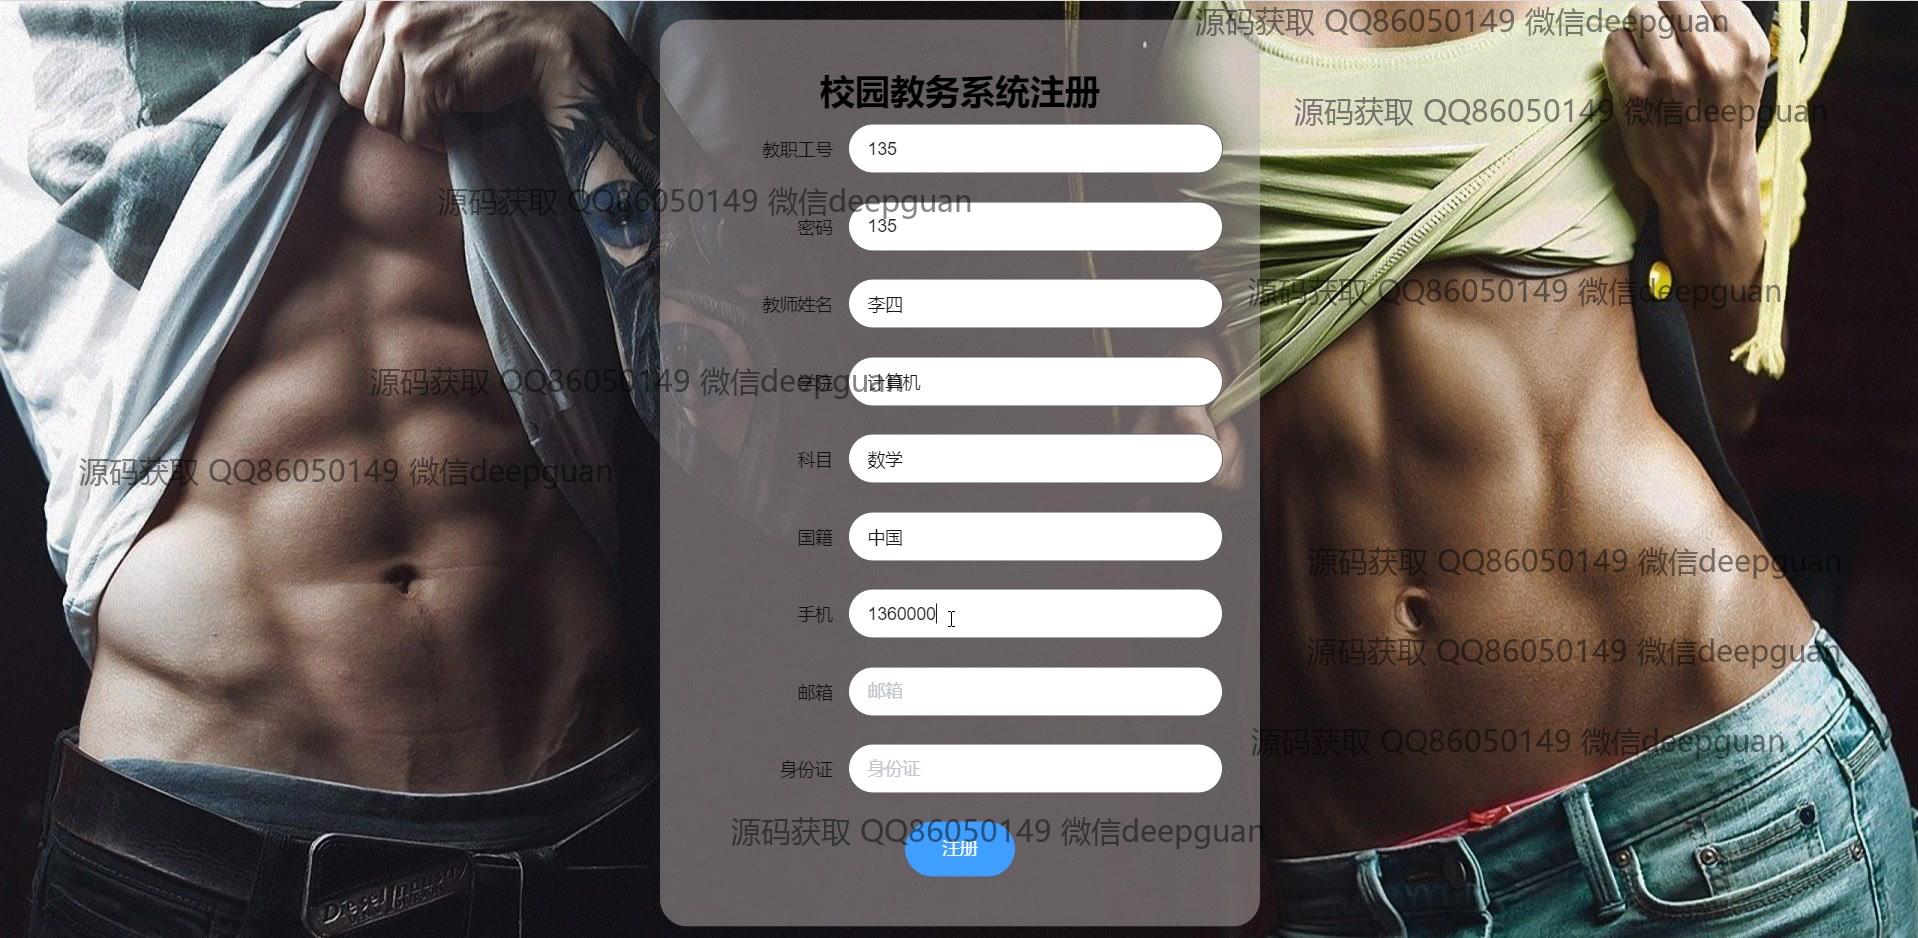 源码获取 QQ86050149 微信deepguan
校园教务系统注册
源码获取 QQ86050149 微信deepguan
教职工号 135
源码获取 QQ86050149 微信deepguan
密码 135
源码获取 QQ86050149 微信deepguan
教师姓名 李四
源码获取 QQ86050149 微信deepguan
学院 计算机
科目 数学
源码获取 QQ86050149 微信deepguan
国籍 中国
源码获取 QQ86050149 微信deepguan
手机 1360000
源码获取 QQ86050149 微信deepguan
邮箱 邮箱
源码获取 QQ86050149 微信deepguan
身份证 身份证
源码获取 QQ86050149 微信deepguan
注册
Diesel Industry